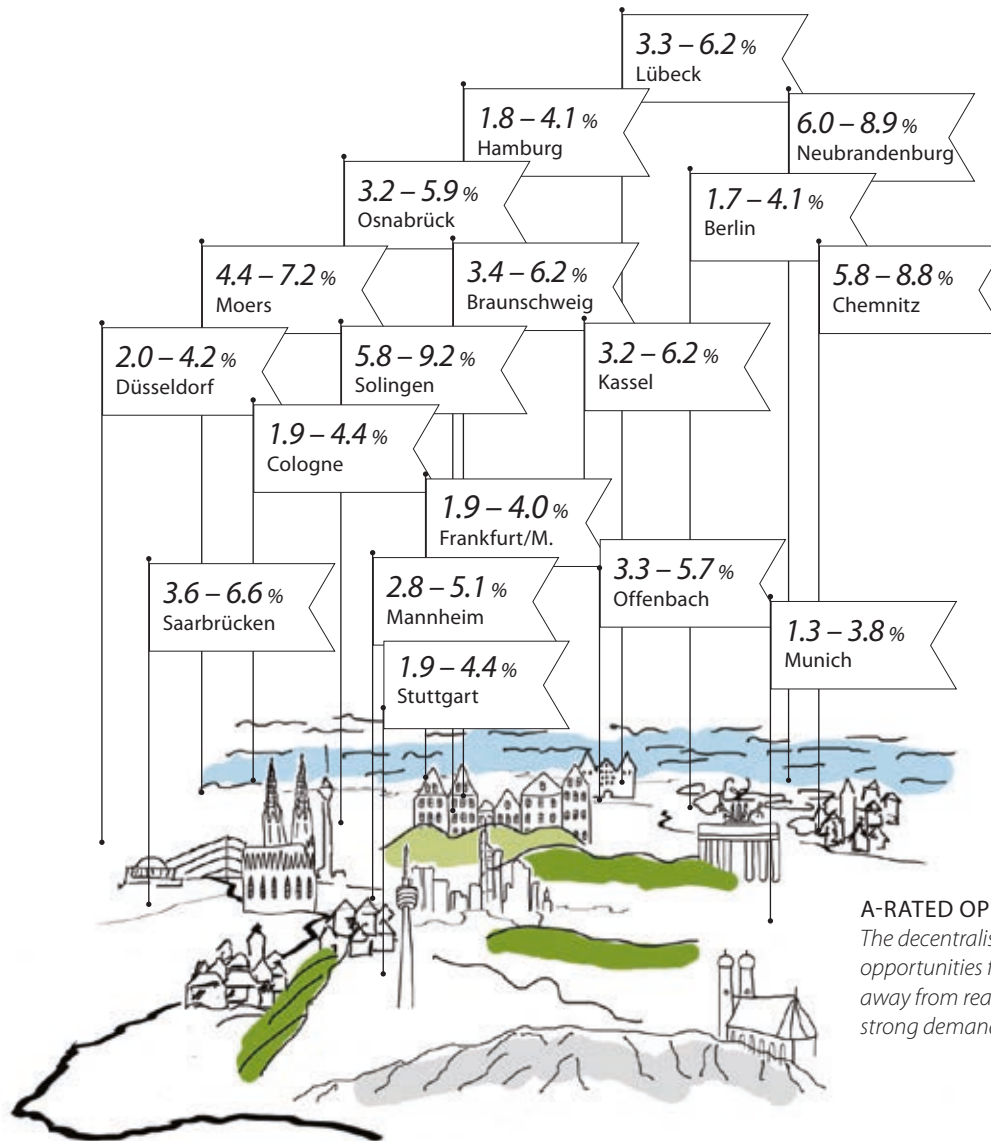 3.3 – 6.2 %
Lübeck
1.8 – 4.1 %
Hamburg
6.0 – 8.9 %
Neubrandenburg
3.2 – 5.9 %
Osnabrück
1.7 – 4.1 %
Berlin
4.4 – 7.2 %
Moers
3.4 – 6.2 %
Braunschweig
5.8 – 8.8 %
Chemnitz
2.0 – 4.2 %
Düsseldorf
5.8 – 9.2 %
Solingen
3.2 – 6.2 %
Kassel
1.9 – 4.4 %
Cologne
1.9 – 4.0 %
Frankfurt/M.
3.6 – 6.6 %
Saarbrücken
2.8 – 5.1 %
Mannheim
3.3 – 5.7 %
Offenbach
1.3 – 3.8 %
Munich
1.9 – 4.4 %
Stuttgart
A-RATED OP
The decentralis
opportunities f
away from rea
strong demand